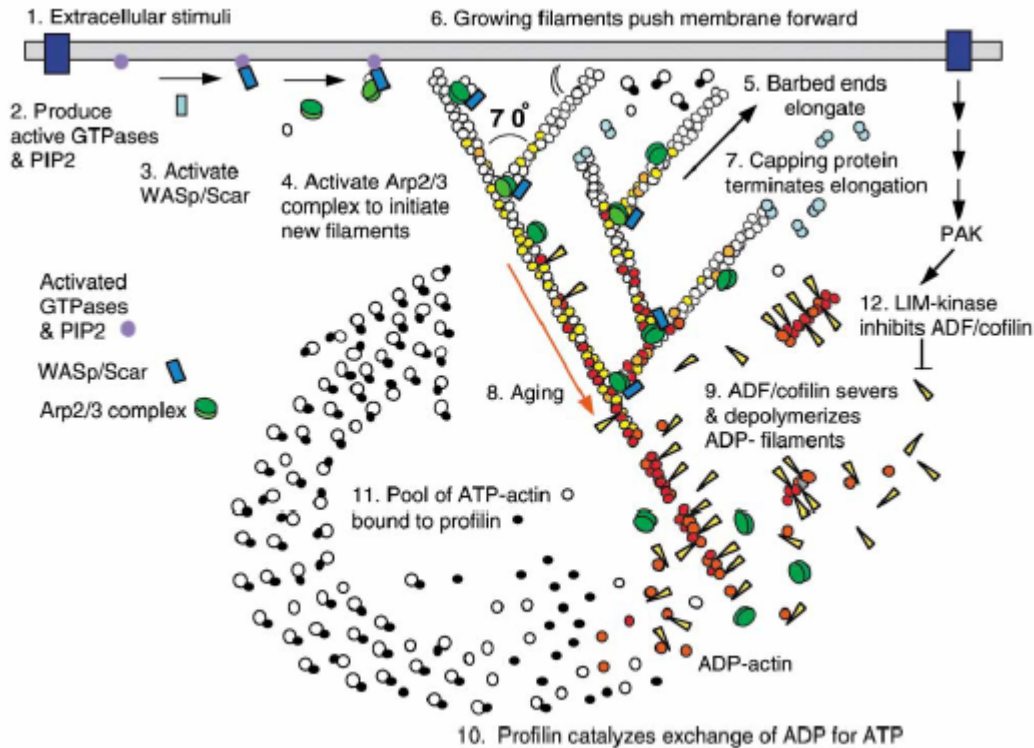 1. Extracellular stimuli
6. Growing filaments push membrane forward
2. Produce
active GTPases
& PIP2
3. Activate
WASp/Scar
4. Activate Arp2/3
complex to initiate
new filaments
70°
5. Barbed ends
elongate
7. Capping protein
terminates elongation
PAK
12. LIM-kinase
inhibits ADF/cofilin
Activated
GTPases
& PIP2
WASp/Scar
Arp2/3 complex
8. Aging
9. ADF/cofilin severs
& depolymerizes
ADP- filaments
11. Pool of ATP-actin
bound to profilin
ADP-actin
10. Profilin catalyzes exchange of ADP for ATP